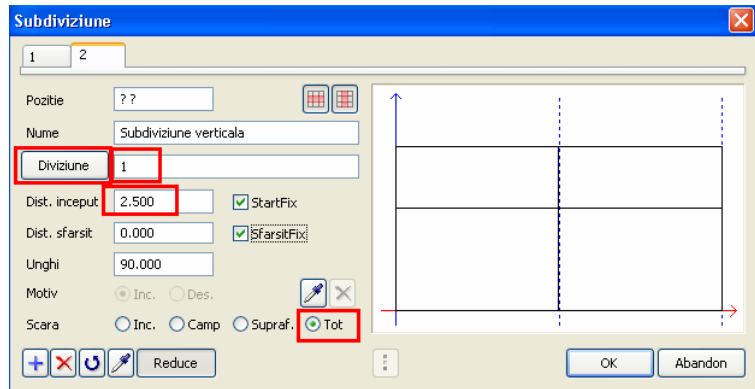 Subdiviziune
1 2
Pozitie ? ?
Nume Subdiviziune verticala
Diviziune 1
Dist. inceput 2.500 StartFix
Dist. sfarsit 0.000 SfarsitFix
Unghi 90.000
Motiv Inc. Des.
Scara Inc. Camp Supraf. Tot
Reduce OK Abandon